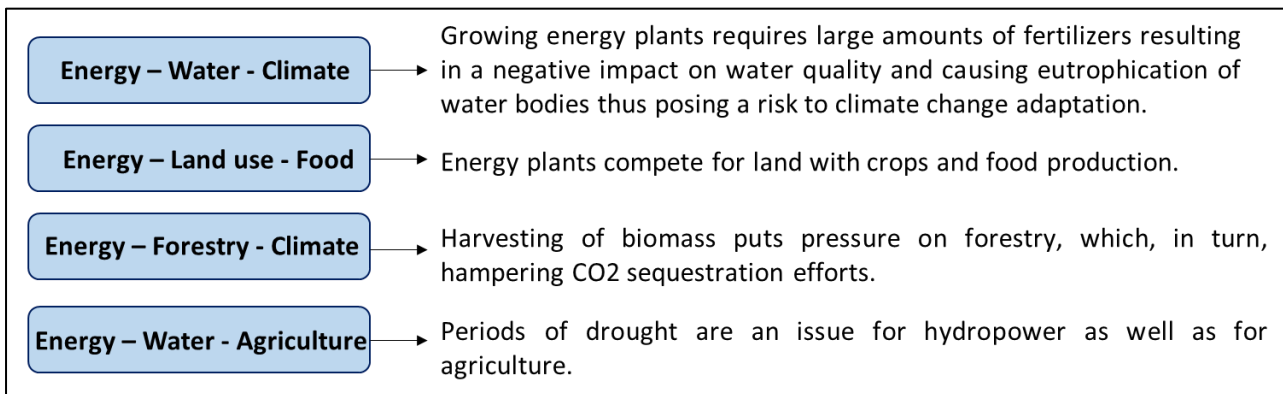 Energy – Water - Climate
Growing energy plants requires large amounts of fertilizers resulting
in a negative impact on water quality and causing eutrophication of
water bodies thus posing a risk to climate change adaptation.
Energy – Land use - Food
Energy plants compete for land with crops and food production.
Energy – Forestry - Climate
Harvesting of biomass puts pressure on forestry, which, in turn,
hampering CO2 sequestration efforts.
Energy – Water - Agriculture
Periods of drought are an issue for hydropower as well as for
agriculture.